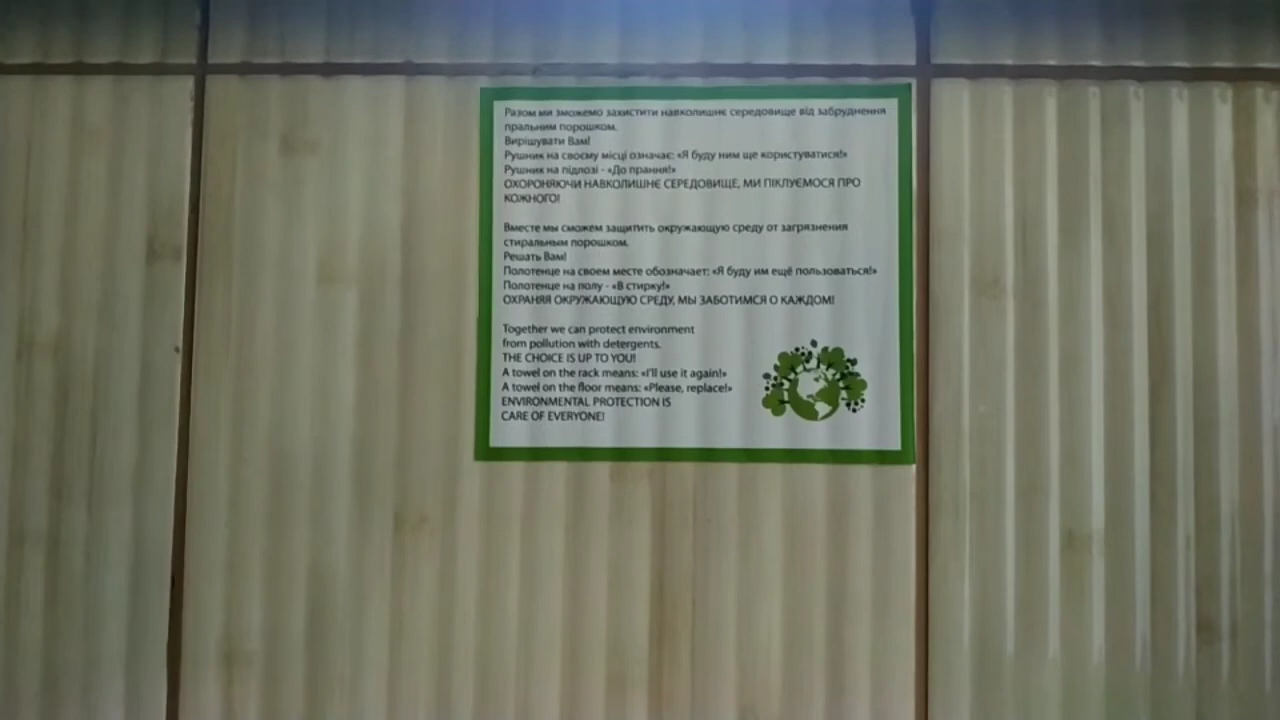 Разом ми зможемо захистити навколишнє середовище від забруднення
пральним порошком.
Вирішувати Вам!
Рушник на своєму місці означає: «Я буду ним ще користуватися!»
Рушник на підлозі - «До прання!»
ОХОРОНЯЮЧИ НАВКОЛИШНЄ СЕРЕДОВИЩЕ, МИ ПІКЛУЄМОСЯ ПРО
КОЖНОГО!
Вместе мы сможем защитить окружающую среду от загрязнения
стиральным порошком.
Решать Вам!
Полотенце на своем месте обозначает: «Я буду им ещё пользоваться!»
Полотенце на полу - «В стирку!»
ОХРАНЯЯ ОКРУЖАЮЩУЮ СРЕДУ, МЫ ЗАБОТИМСЯ О КАЖДОМ!
Together we can protect environment
from pollution with detergents.
THE CHOICE IS UP TO YOU!
A towel on the rack means: «I'll use it again!»
A towel on the floor means: «Please, replace!»
ENVIRONMENTAL PROTECTION IS
CARE OF EVERYONE!